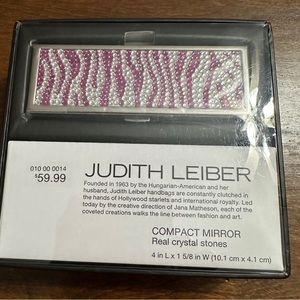 010 00 0014
$59.99
JUDITH LEIBER
Founded in 1963 by the Hungarian-American and her
husband, Judith Leiber handbags are constantly clutched in
the hands of Hollywood starlets and international royalty. Led
today by the creative direction of Jana Matheson, each of the
coveted creations walks the line between fashion and art.
COMPACT MIRROR
Real crystal stones
4 in L x 1 5/8 in W (10.1 cm x 4.1 cm)